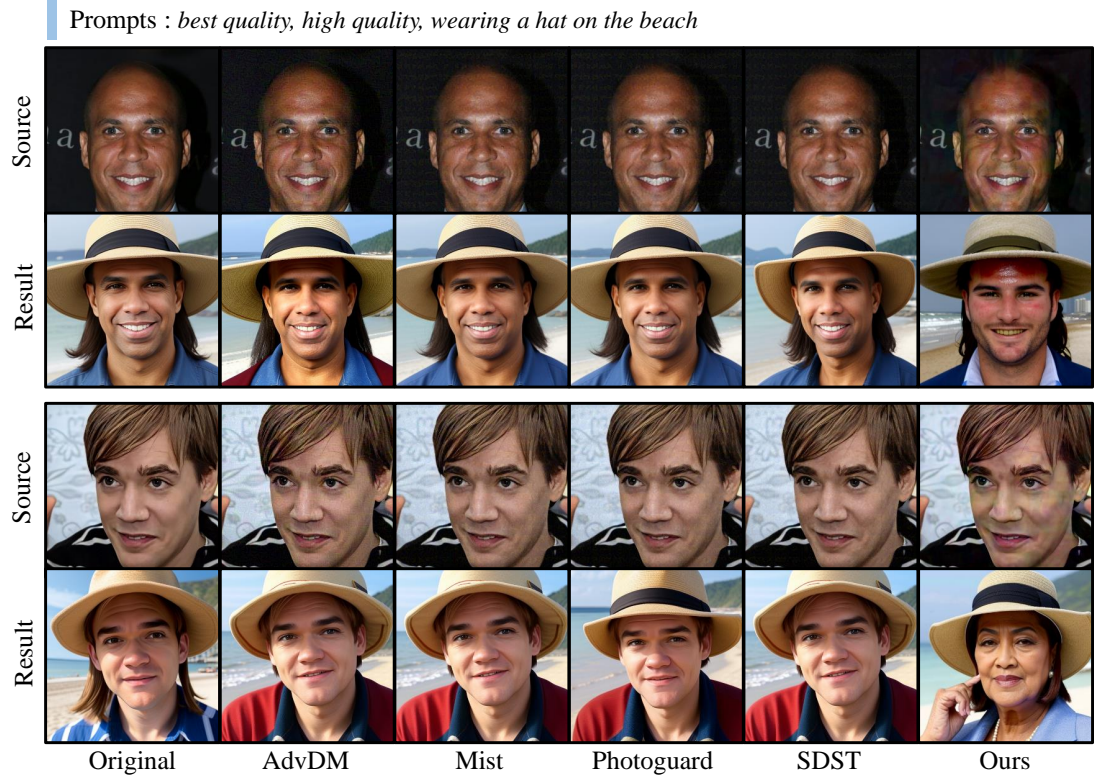 Prompts : best quality, high quality, wearing a hat on the beach
Source
Result
Source
Result
Original AdvDM Mist Photoguard SDST Ours